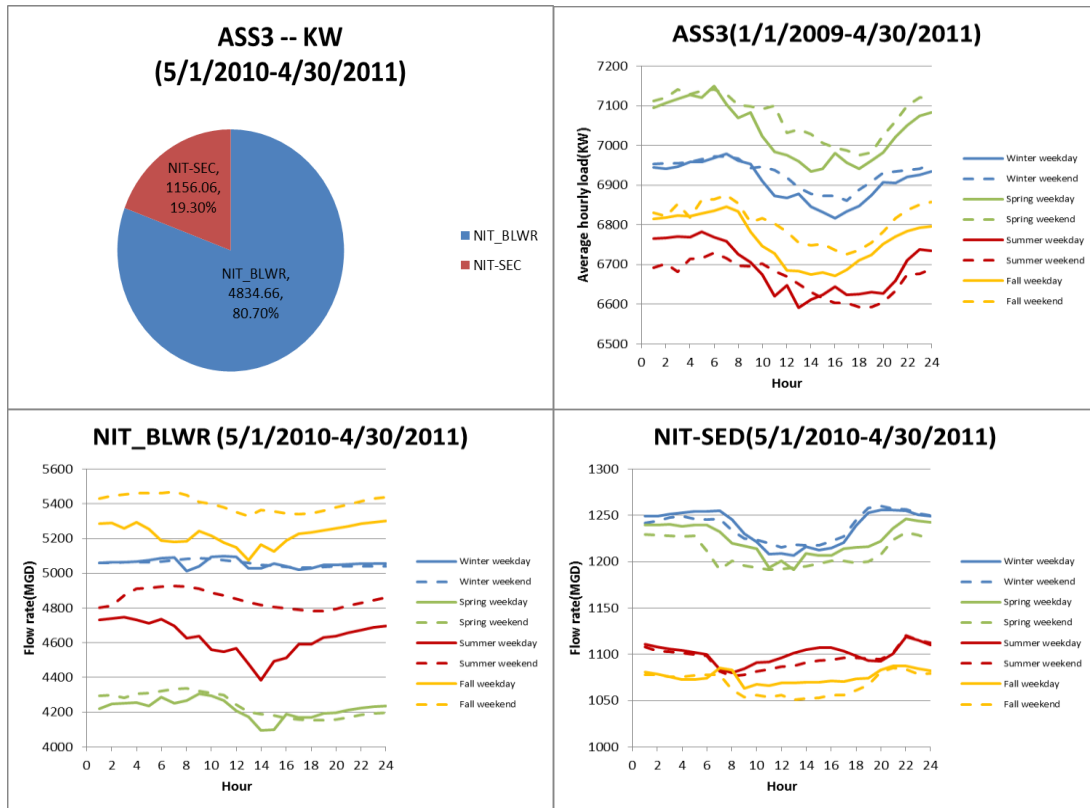 ASS3 -- KW
(5/1/2010-4/30/2011)
NIT-SEC,
1156.06,
19.30%
NIT_BLWR,
4834.66,
80.70%
NIT_BLWR
NIT-SEC
ASS3(1/1/2009-4/30/2011)
Average hourly load(KW)
7200
7100
7000
6900
6800
6700
6600
6500
0 2 4 6 8 10 12 14 16 18 20 22 24
Hour
Winter weekday
Winter weekend
Spring weekday
Spring weekend
Summer weekday
Summer weekend
Fall weekday
Fall weekend
NIT_BLWR (5/1/2010-4/30/2011)
Flow rate(MGD)
5600
5400
5200
5000
4800
4600
4400
4200
4000
0 2 4 6 8 10 12 14 16 18 20 22 24
Hour
Winter weekday
Winter weekend
Spring weekday
Spring weekend
Summer weekday
Summer weekend
Fall weekday
Fall weekend
NIT-SED(5/1/2010-4/30/2011)
Flow rate(MGD)
1300
1250
1200
1150
1100
1050
1000
0 2 4 6 8 10 12 14 16 18 20 22 24
Hour
Winter weekday
Winter weekend
Spring weekday
Spring weekend
Summer weekday
Summer weekend
Fall weekday
Fall weekend